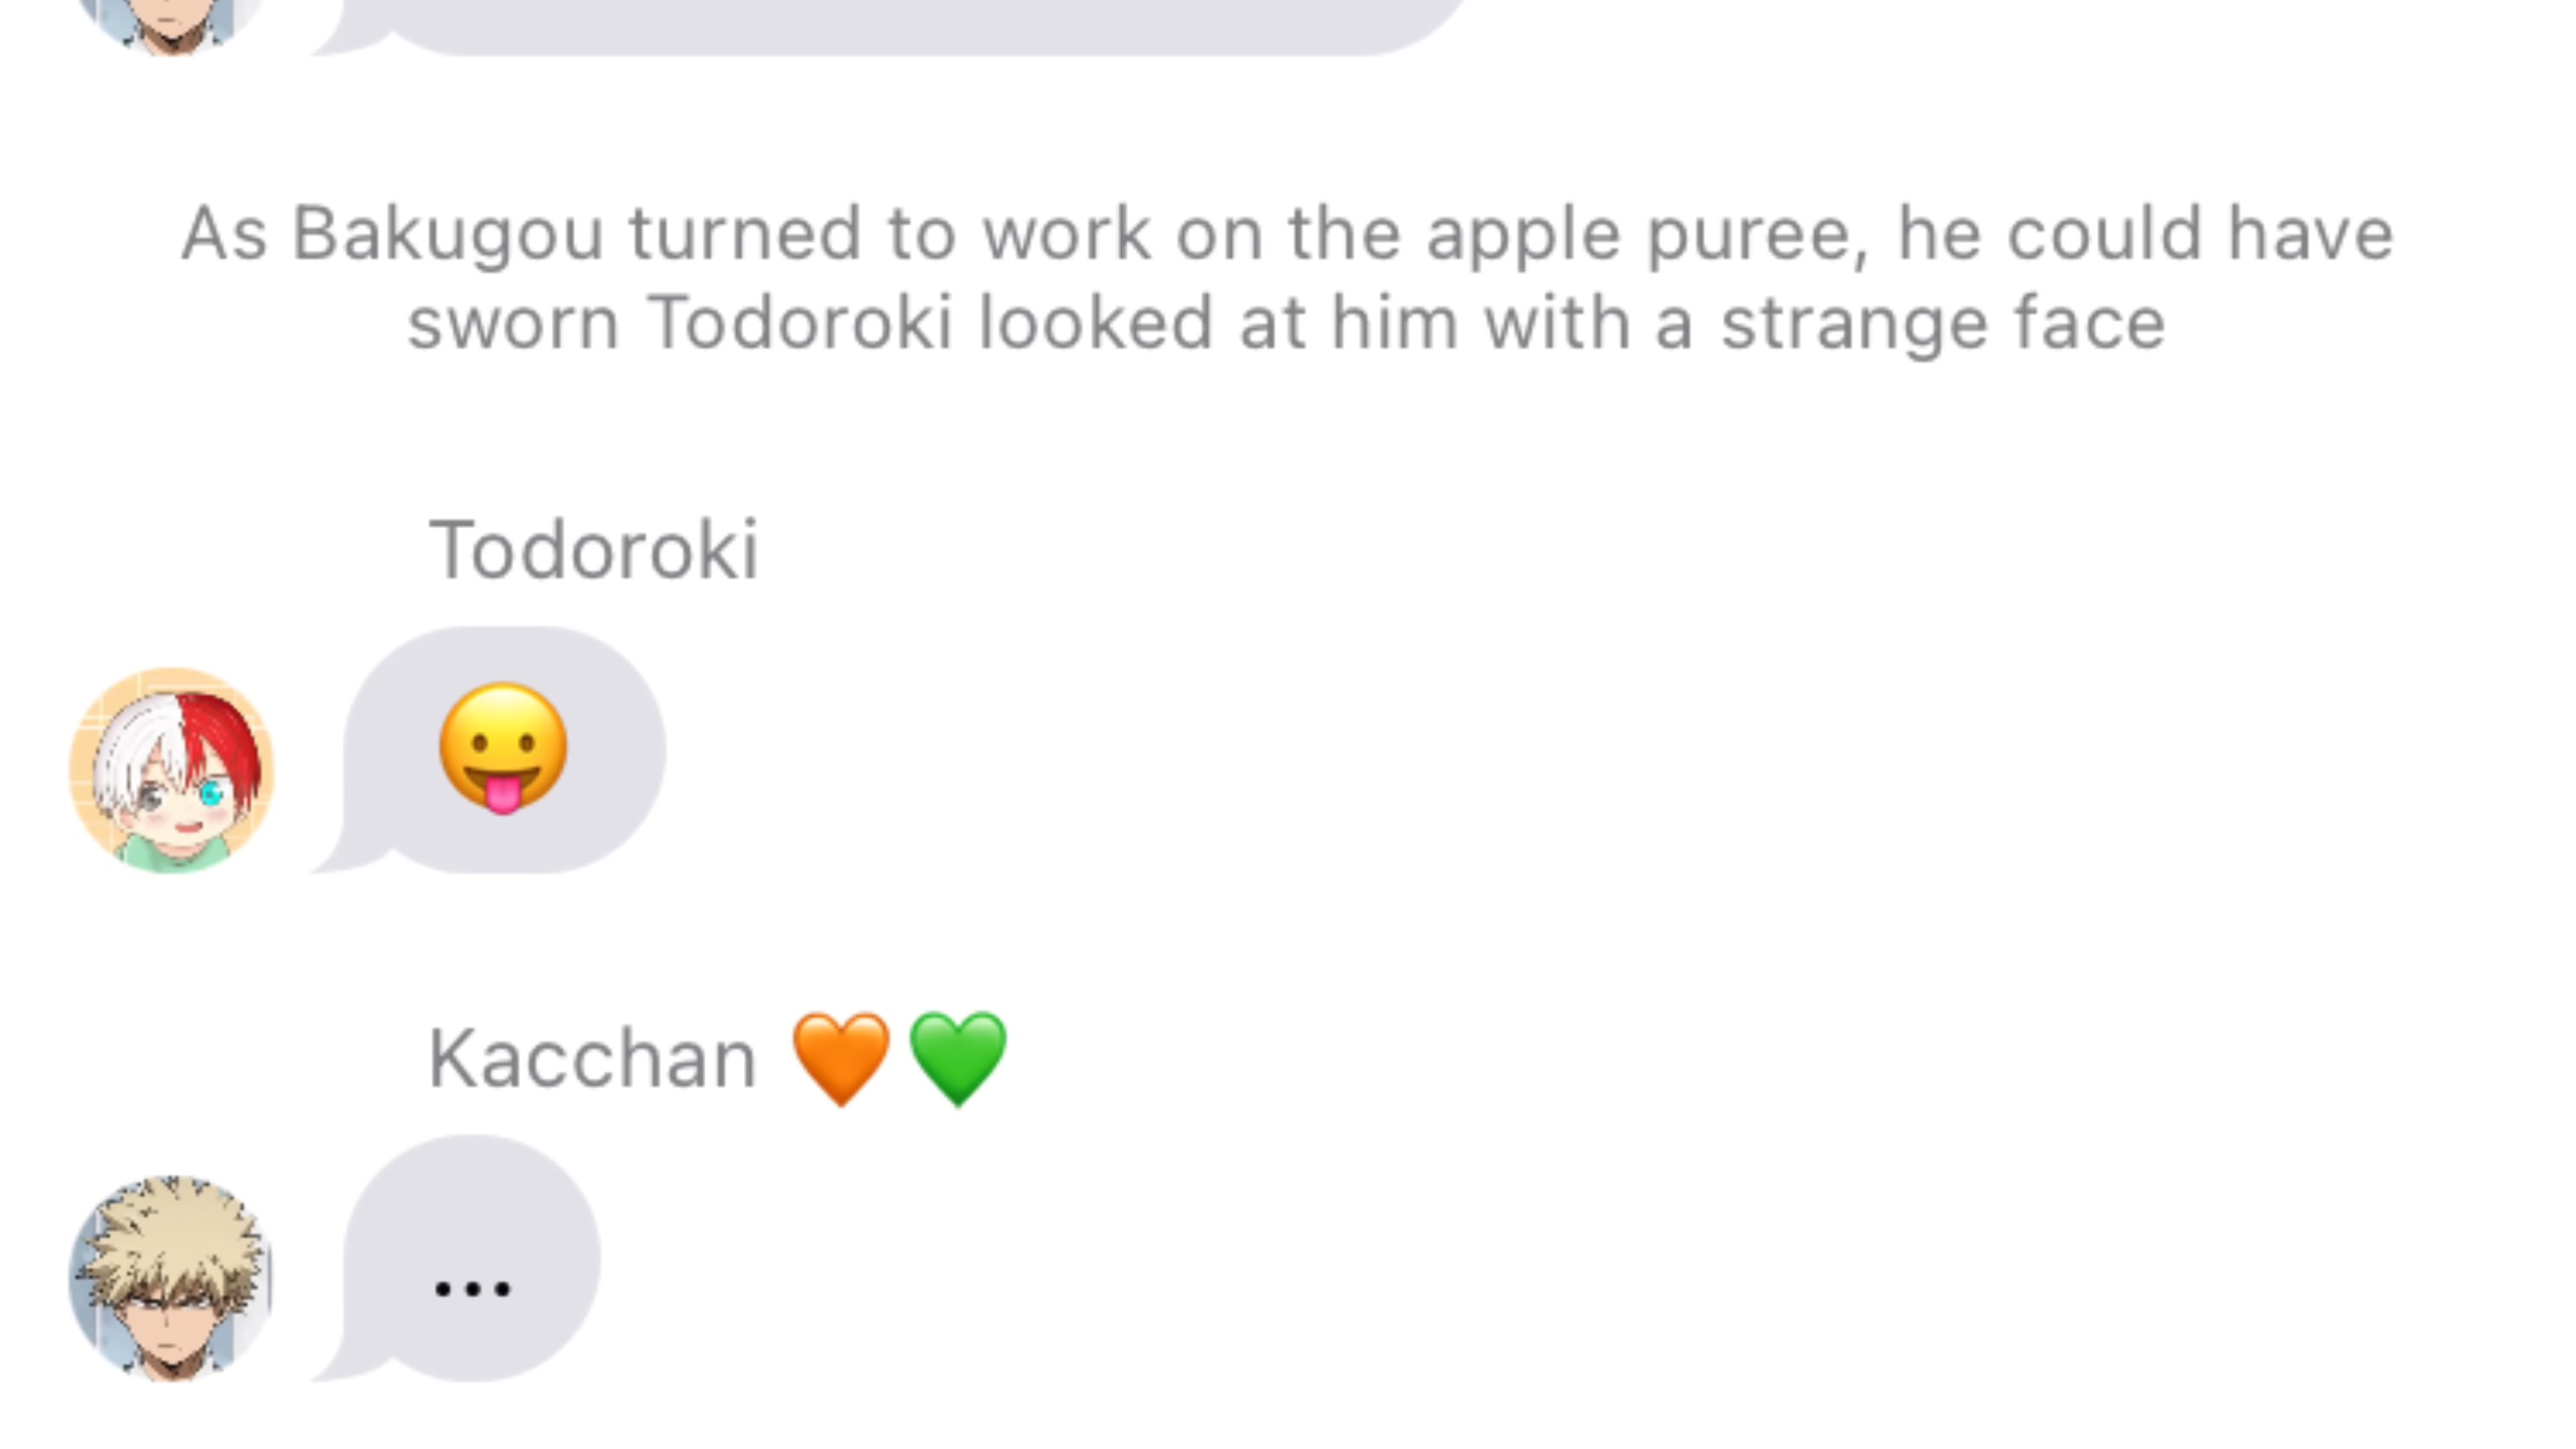 As Bakugou turned to work on the apple puree, he could have
sworn Todoroki looked at him with a strange face
Todoroki
😛
Kacchan 🧡💚
...